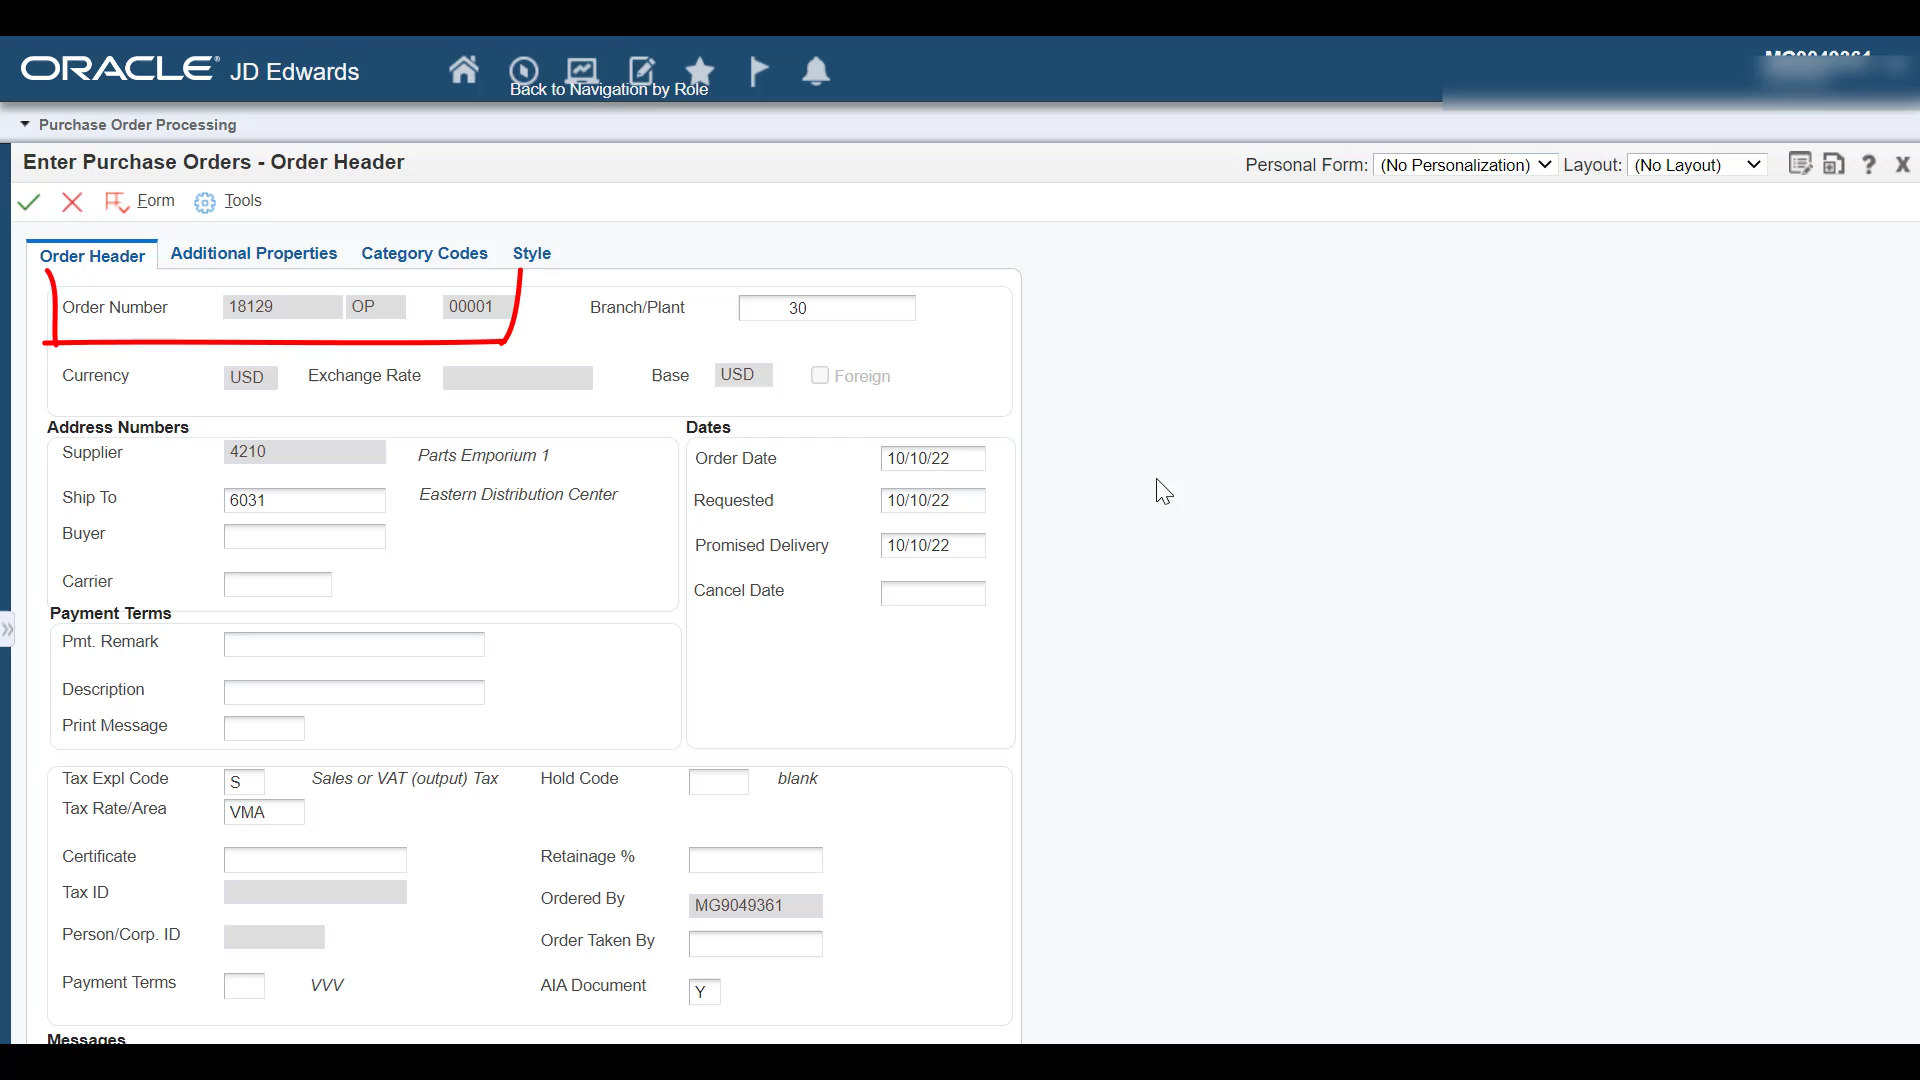 ORACLE JD Edwards
Back to Navigation by Role
Purchase Order Processing
Enter Purchase Orders - Order Header
Personal Form: (No Personalization) Layout: (No Layout)
Form Tools
Order Header Additional Properties Category Codes Style
Order Number 18129 OP 00001 Branch/Plant 30
Currency USD Exchange Rate Base USD Foreign
Address Numbers Dates
Supplier 4210 Parts Emporium 1 Order Date 10/10/22
Ship To 6031 Eastern Distribution Center Requested 10/10/22
Buyer Promised Delivery 10/10/22
Carrier Cancel Date
Payment Terms
Pmt. Remark
Description
Print Message
Tax Expl Code S Sales or VAT (output) Tax Hold Code blank
Tax Rate/Area VMA
Certificate Retainage %
Tax ID Ordered By MG9049361
Person/Corp. ID Order Taken By
Payment Terms VVV AIA Document Y
Messages